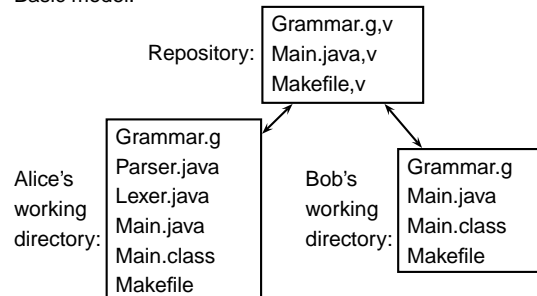 Basic model:
Repository:
Grammar.g,v
Main.java,v
Makefile,v
Alice's
working
directory:
Grammar.g
Parser.java
Lexer.java
Main.java
Main.class
Makefile
Bob's
working
directory:
Grammar.g
Main.java
Main.class
Makefile